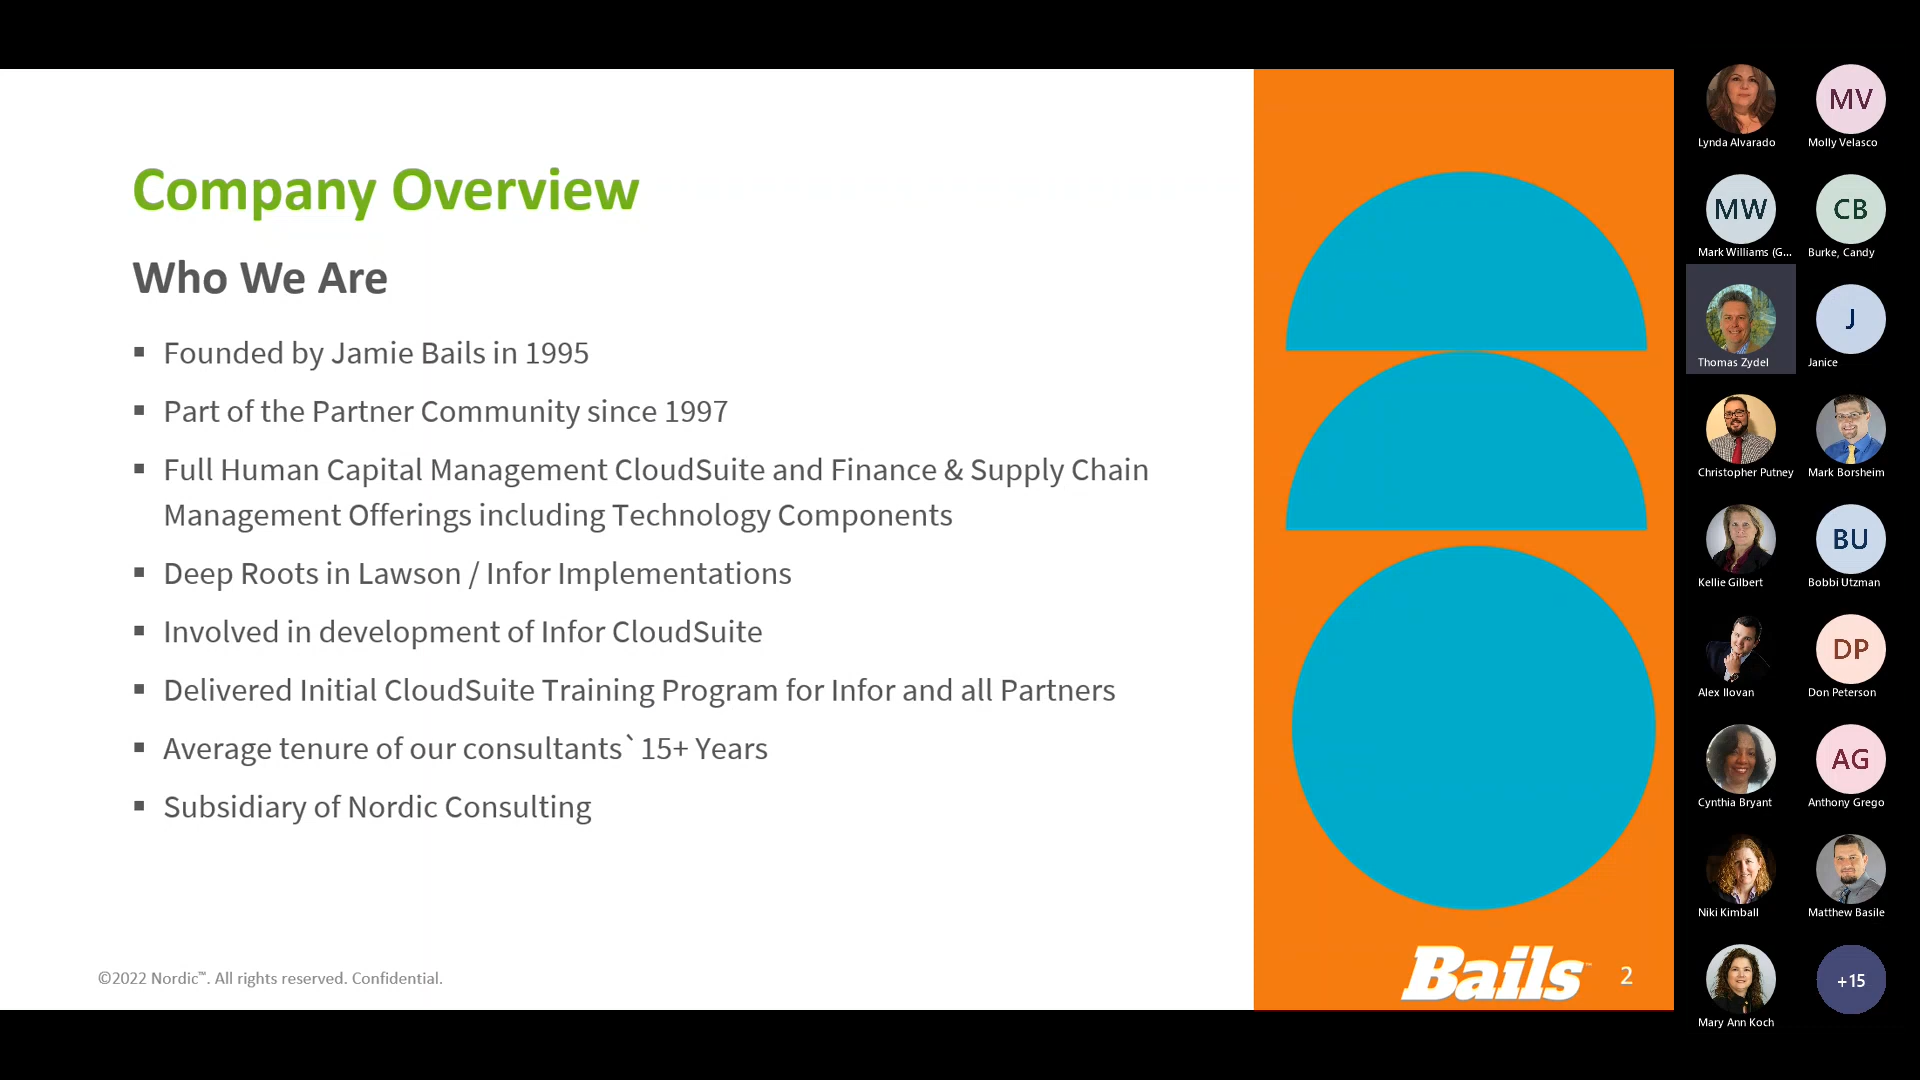 Company Overview
Who We Are
▪ Founded by Jamie Bails in 1995
▪ Part of the Partner Community since 1997
▪ Full Human Capital Management CloudSuite and Finance & Supply Chain
Management Offerings including Technology Components
▪ Deep Roots in Lawson / Infor Implementations
▪ Involved in development of Infor CloudSuite
▪ Delivered Initial CloudSuite Training Program for Infor and all Partners
▪ Average tenure of our consultants`15+ Years
▪ Subsidiary of Nordic Consulting
©2022 Nordic™. All rights reserved. Confidential.
Bails™ 2
Lynda Alvarado
MV
Molly Velasco
MW
Mark Williams (G...
CB
Burke, Candy
Thomas Zydel
J
Janice
Christopher Putney
Mark Borsheim
Kellie Gilbert
BU
Bobbi Utzman
Alex Ilovan
DP
Don Peterson
Cynthia Bryant
AG
Anthony Grego
Niki Kimball
Matthew Basile
Mary Ann Koch
+15